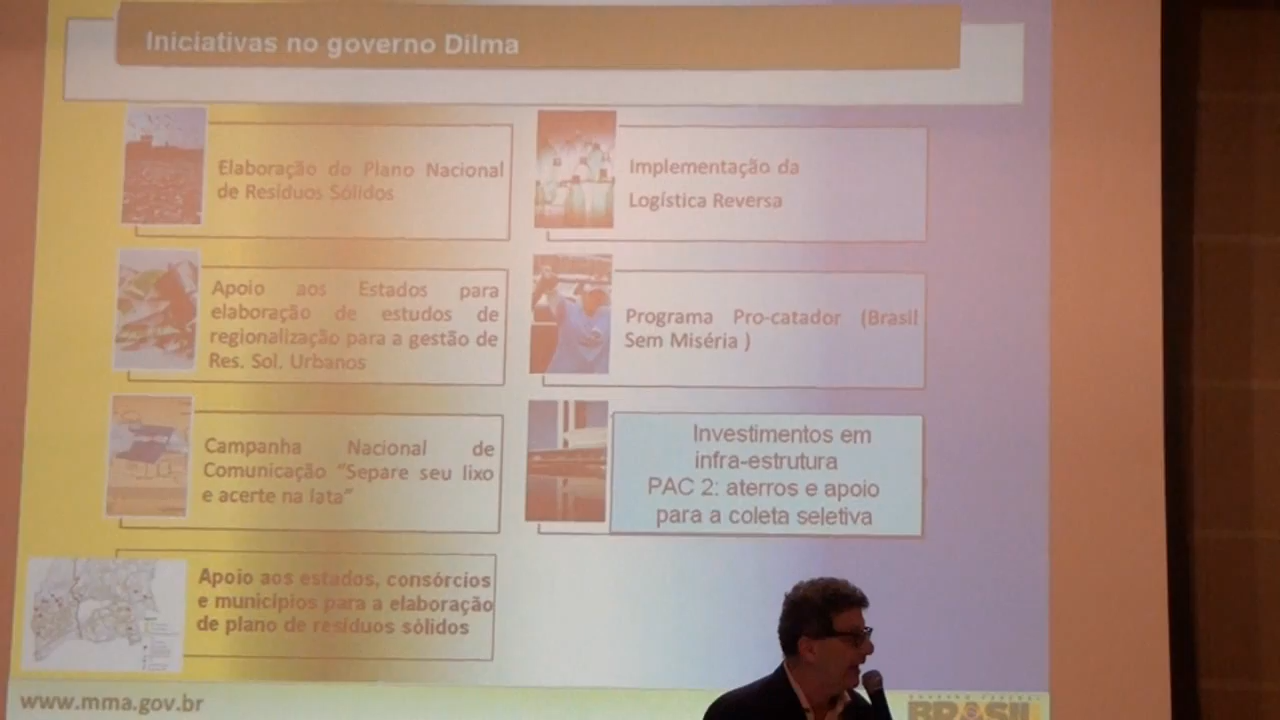 Iniciativas no governo Dilma
Elaboração do Plano Nacional
de Resíduos Sólidos
Implementação da
Logística Reversa
Apoio aos Estados para
elaboração de estudos de
regionalização para a gestão de
Res. Sol. Urbanos
Programa Pro-catador (Brasil
Sem Miséria )
Campanha Nacional de
Comunicação “Separe seu lixo
e acerte na lata”
Investimentos em
infra-estrutura
PAC 2: aterros e apoio
para a coleta seletiva
Apoio aos estados, consórcios
e municípios para a elaboração
de plano de resíduos sólidos
www.mma.gov.br
GOVERNO FEDERAL
BRASIL